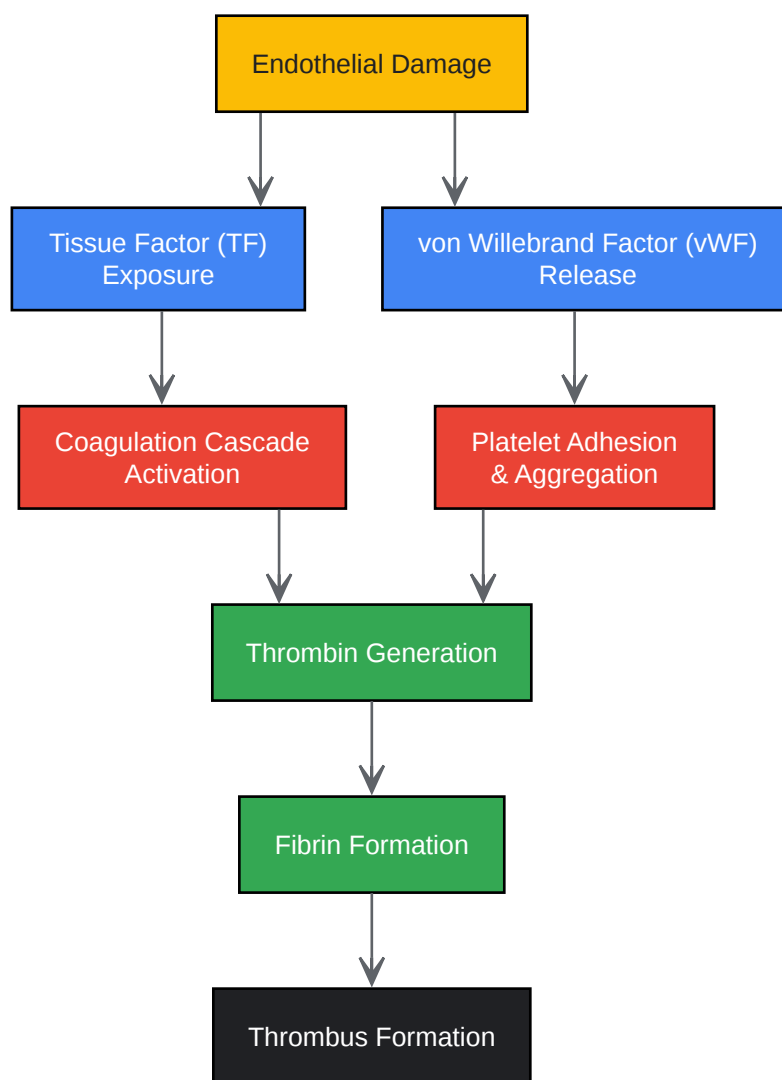 Endothelial Damage
Tissue Factor (TF)
Exposure
von Willebrand Factor (vWF)
Release
Coagulation Cascade
Activation
Platelet Adhesion
& Aggregation
Thrombin Generation
Fibrin Formation
Thrombus Formation